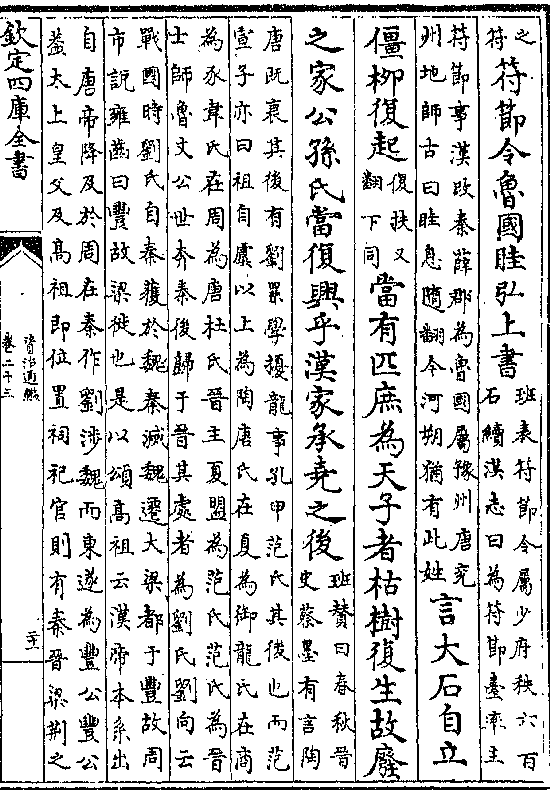 之
符
符節令魯國眭弘上書
班表符節令屬少府秩六百
石續漢志曰為符節臺率主
符節事漢改秦薛郡為魯國屬豫州唐兖
州地師古曰眭息隨翻今河朔猶有此姓
言大石自立
僵柳復起
復扶又
翻下同
當有匹庶為天子者枯樹復生故廢
之家公孫氏當復興乎漢家承堯之後
班賛曰春秋晉
史蔡墨有言陶
唐既衰其後有劉累學擾龍事孔甲范氏其後也而范
宣子亦曰祖自虞以上為陶唐氏在夏為御龍氏在商
為豕韋氏在周為唐杜氏晉主夏盟為范氏范氏為晉
士師魯文公世奔秦後歸于晉其處者為劉氏劉向云
戰國時劉氏自秦獲於魏秦滅魏遷大梁都于豐故周
市說雍齒曰豐故梁徙也是以頌高祖云漢帝本系出
自唐帝降及於周在秦作劉涉魏而東遂為豐公豐公
蓋太上皇父及高祖即位置祠祀官則有秦晉梁荆之
欽定四庫全書
資治通鑑
卷二十三